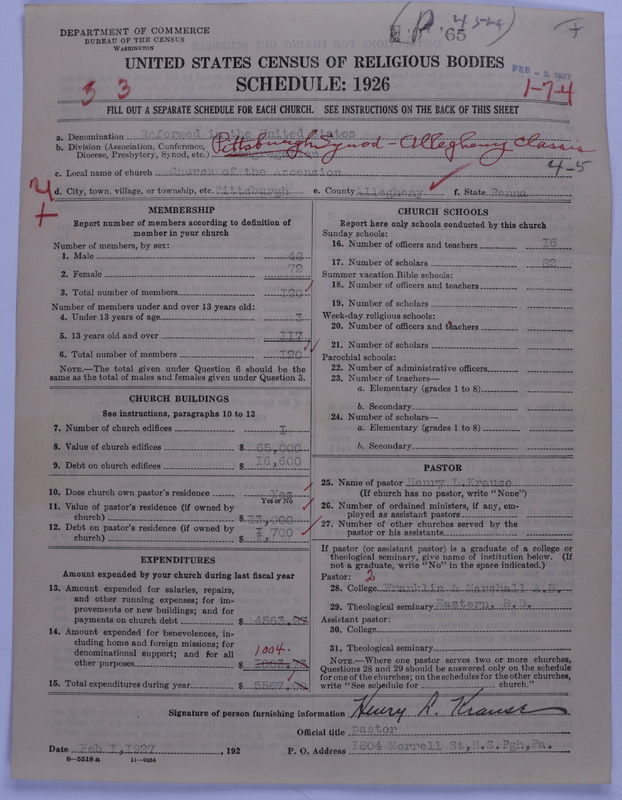 DEPARTMENT OF COMMERCE
BUREAU OF THE CENSUS
WASHINGTON
65
UNITED STATES CENSUS OF RELIGIOUS BODIES
FEB - 3 1927
SCHEDULE: 1926
3 3
1-7-4
FILL OUT A SEPARATE SCHEDULE FOR EACH CHURCH. SEE INSTRUCTIONS ON THE BACK OF THIS SHEET
a. Denomination Reformed in the United States
b. Division (Association, Conference, Diocese, Presbytery, Synod, etc.) Pittsburgh Synod - Allegheny Classis
c. Local name of church Church of the Ascension
4-5
d. City, town, village, or township, etc. Pittsburgh e. County Allegheny f. State Penna
MEMBERSHIP
Report number of members according to definition of
member in your church
Number of members, by sex:
1. Male 48
2. Female 72
3. Total number of members 120
Number of members under and over 13 years old:
4. Under 13 years of age 3
5. 13 years old and over 117
6. Total number of members 120
NOTE.—The total given under Question 6 should be
same as the total of males and females given under Question 3.
CHURCH BUILDINGS
See instructions, paragraphs 10 to 12
7. Number of church edifices I
8. Value of church edifices $ 65,000
9. Debt on church edifices $ 16,600
10. Does church own pastor's residence Yes
Yes or No
11. Value of pastor's residence (if owned by
church) $ 13,000
12. Debt on pastor's residence (if owned by
church) $ 1,700
EXPENDITURES
Amount expended by your church during last fiscal year
13. Amount expended for salaries, repairs,
and other running expenses; for im-
provements or new buildings; and for
payments on church debt $ 4563.
14. Amount expended for benevolences, in-
cluding home and foreign missions; for
denominational support; and for all
other purposes $ 1004.
15. Total expenditures during year $ 5567.
CHURCH SCHOOLS
Report here only schools conducted by this church
Sunday schools:
16. Number of officers and teachers 16
17. Number of scholars 92
Summer vacation Bible schools:
18. Number of officers and teachers
19. Number of scholars
Week-day religious schools:
20. Number of officers and teachers
21. Number of scholars
Parochial schools:
22. Number of administrative officers
23. Number of teachers—
a. Elementary (grades 1 to 8)
b. Secondary
24. Number of scholars—
a. Elementary (grades 1 to 8)
b. Secondary
PASTOR
25. Name of pastor Henry L. Krause
(If church has no pastor, write "None")
26. Number of ordained ministers, if any, em-
ployed as assistant pastors
27. Number of other churches served by the
pastor or his assistants
If pastor (or assistant pastor) is a graduate of a college or
theological seminary, give name of institution below. (If
not a graduate, write "No" in the space indicated.)
Pastor: 2
28. College Franklin & Marshall A.B.
29. Theological seminary Eastern, B.D.
Assistant pastor:
30. College
31. Theological seminary
NOTE.—Where one pastor serves two or more churches,
Questions 28 and 29 should be answered only on the schedule
for one of the churches; on the schedules for the other churches,
write "See schedule for church."
Signature of person furnishing information Henry L. Krause
Official title pastor
Date Feb I, 1927, 192 P. O. Address 1804 Morrell St, N.S. Pgh, Pa.
8—5518 a 11—9064